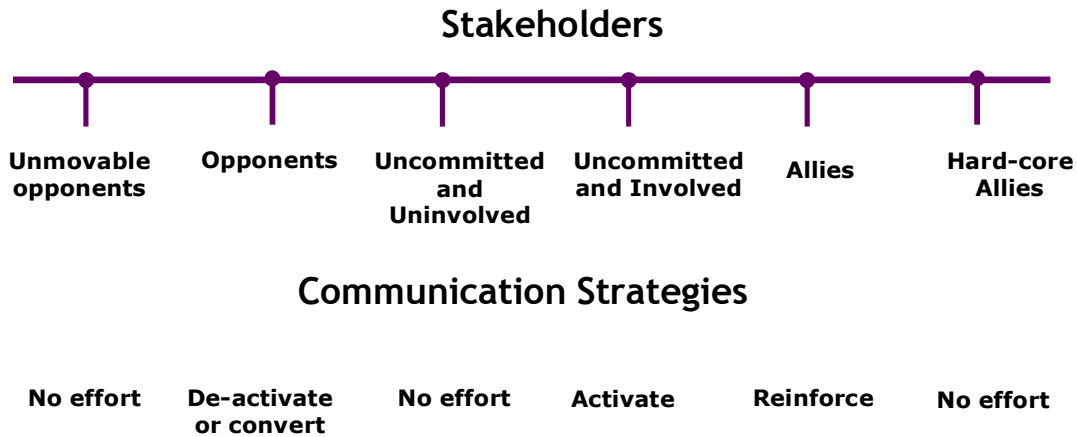 Stakeholders
Unmovable
opponents
Opponents
Uncommitted
and
Uninvolved
Uncommitted
and Involved
Allies
Hard-core
Allies
Communication Strategies
No effort
De-activate
or convert
No effort
Activate
Reinforce
No effort